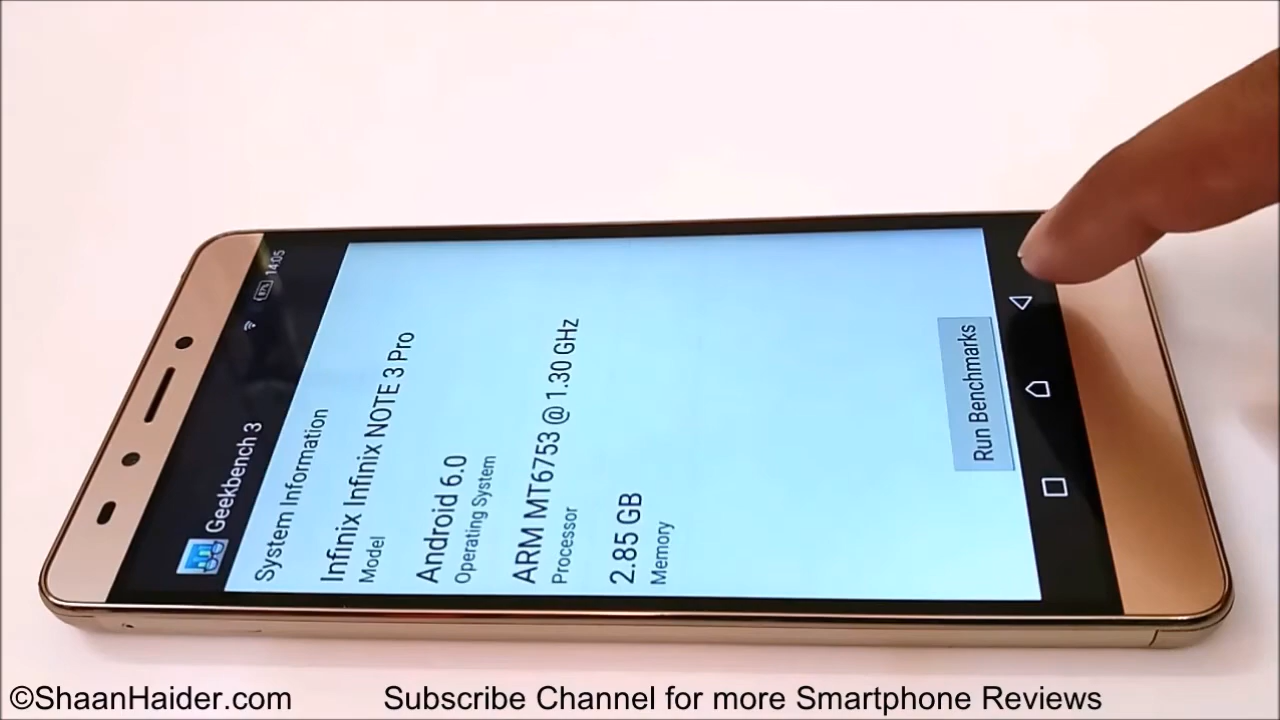 14:05
Geekbench 3
System Information
Infinix Infinix NOTE 3 Pro
Model
Android 6.0
Operating System
ARM MT6753 @ 1.30 GHz
Processor
2.85 GB
Memory
Run Benchmarks
©ShaanHaider.com
Subscribe Channel for more Smartphone Reviews